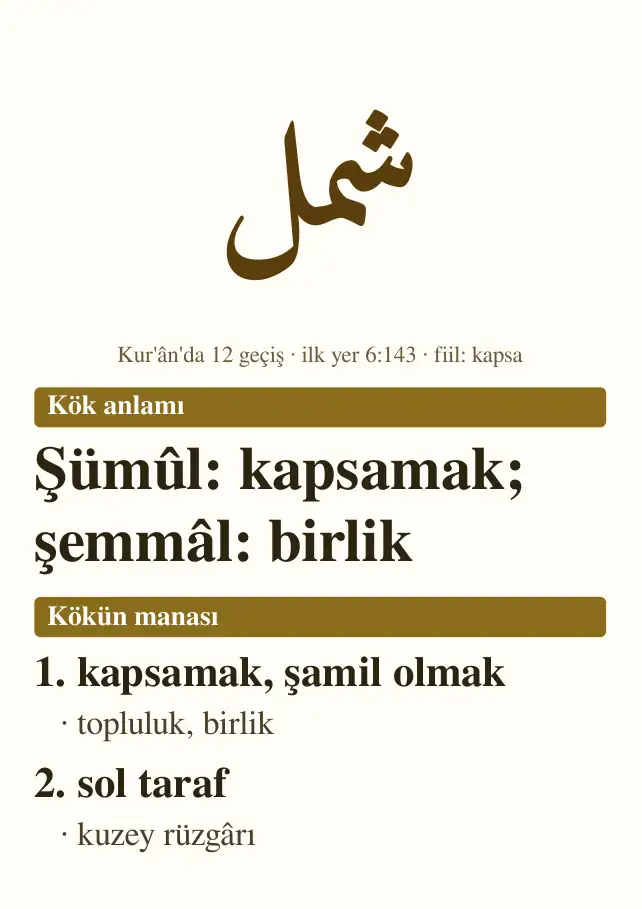 شمل
Kur'ân'da 12 geçiş · ilk yer 6:143 · fiil: kapsa
Kök anlamı
Şümûl: kapsamak;
şemmâl: birlik
Kökün manası
1. kapsamak, şamil olmak
· topluluk, birlik
2. sol taraf
· kuzey rüzgârı